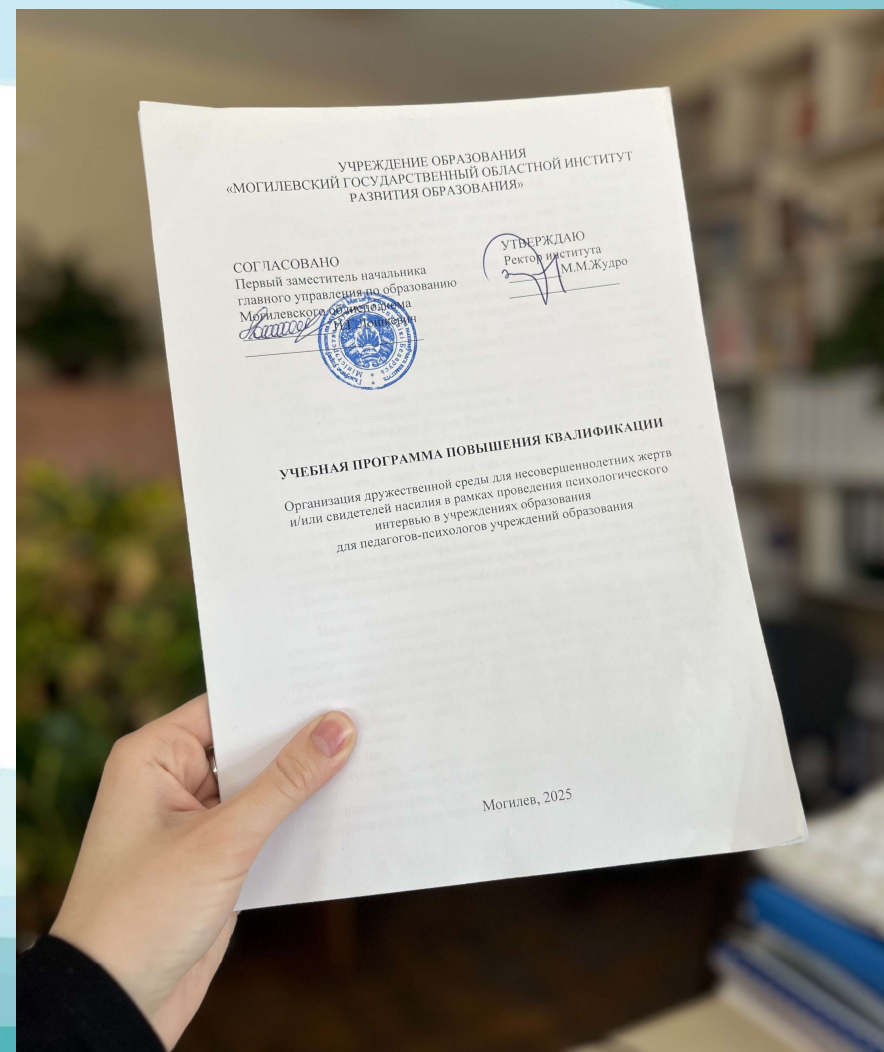 УЧРЕЖДЕНИЕ ОБРАЗОВАНИЯ
«МОГИЛЕВСКИЙ ГОСУДАРСТВЕННЫЙ ОБЛАСТНОЙ ИНСТИТУТ
РАЗВИТИЯ ОБРАЗОВАНИЯ»
СОГЛАСОВАНО
Первый заместитель начальника
главного управления по образованию
Могилевского облисполкома
УТВЕРЖДАЮ
Ректор института
М.М.Жудро
УЧЕБНАЯ ПРОГРАММА ПОВЫШЕНИЯ КВАЛИФИКАЦИИ
Организация дружественной среды для несовершеннолетних жертв
и/или свидетелей насилия в рамках проведения психологического
интервью в учреждениях образования
для педагогов-психологов учреждений образования
Могилев, 2025